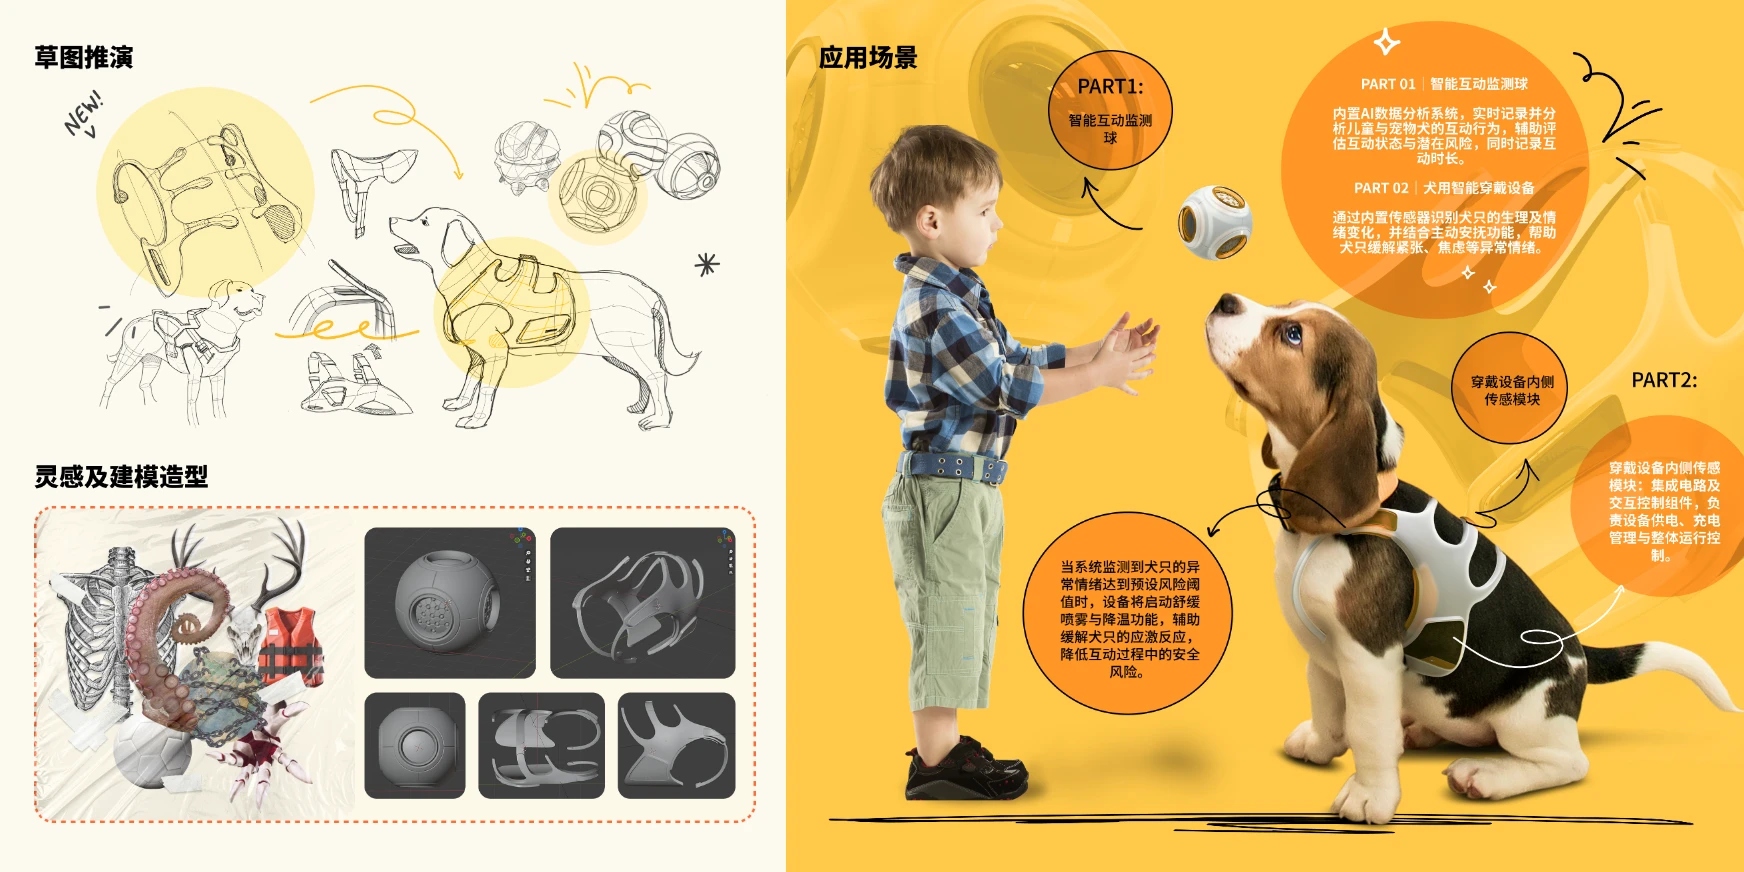 草图推演
NEW!
灵感及建模造型
应用场景
PART1:
智能互动监测
球
PART 01｜智能互动监测球
内置AI数据分析系统，实时记录并分
析儿童与宠物犬的互动行为，辅助评
估互动状态与潜在风险，同时记录互
动时长。
PART 02｜犬用智能穿戴设备
通过内置传感器识别犬只的生理及情
绪变化，并结合主动安抚功能，帮助
犬只缓解紧张、焦虑等异常情绪。
穿戴设备内侧
传感模块
PART2:
穿戴设备内侧传感
模块：集成电路及
交互控制组件，负
责设备供电、充电
管理与整体运行控
制。
当系统监测到犬只的异
常情绪达到预设风险阈
值时，设备将启动舒缓
喷雾与降温功能，辅助
缓解犬只的应激反应，
降低互动过程中的安全
风险。